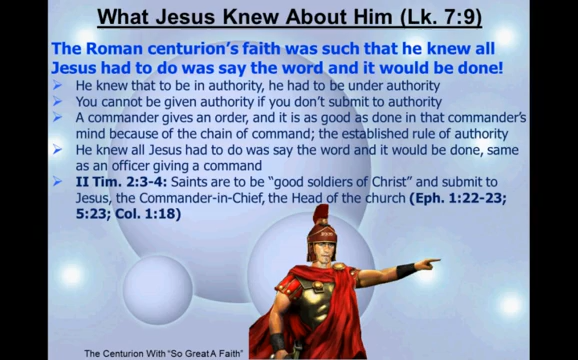 What Jesus Knew About Him (Lk. 7:9)
The Roman centurion's faith was such that he knew all
Jesus had to do was say the word and it would be done!
He knew that to be in authority, he had to be under authority
You cannot be given authority if you don't submit to authority
A commander gives an order, and it is as good as done in that commander's
mind because of the chain of command; the established rule of authority
He knew all Jesus had to do was say the word and it would be done, same
as an officer giving a command
II Tim. 2:3-4: Saints are to be "good soldiers of Christ" and submit to
Jesus, the Commander-in-Chief, the Head of the church (Eph. 1:22-23;
5:23; Col. 1:18)
The Centurion With "So Great A Faith"